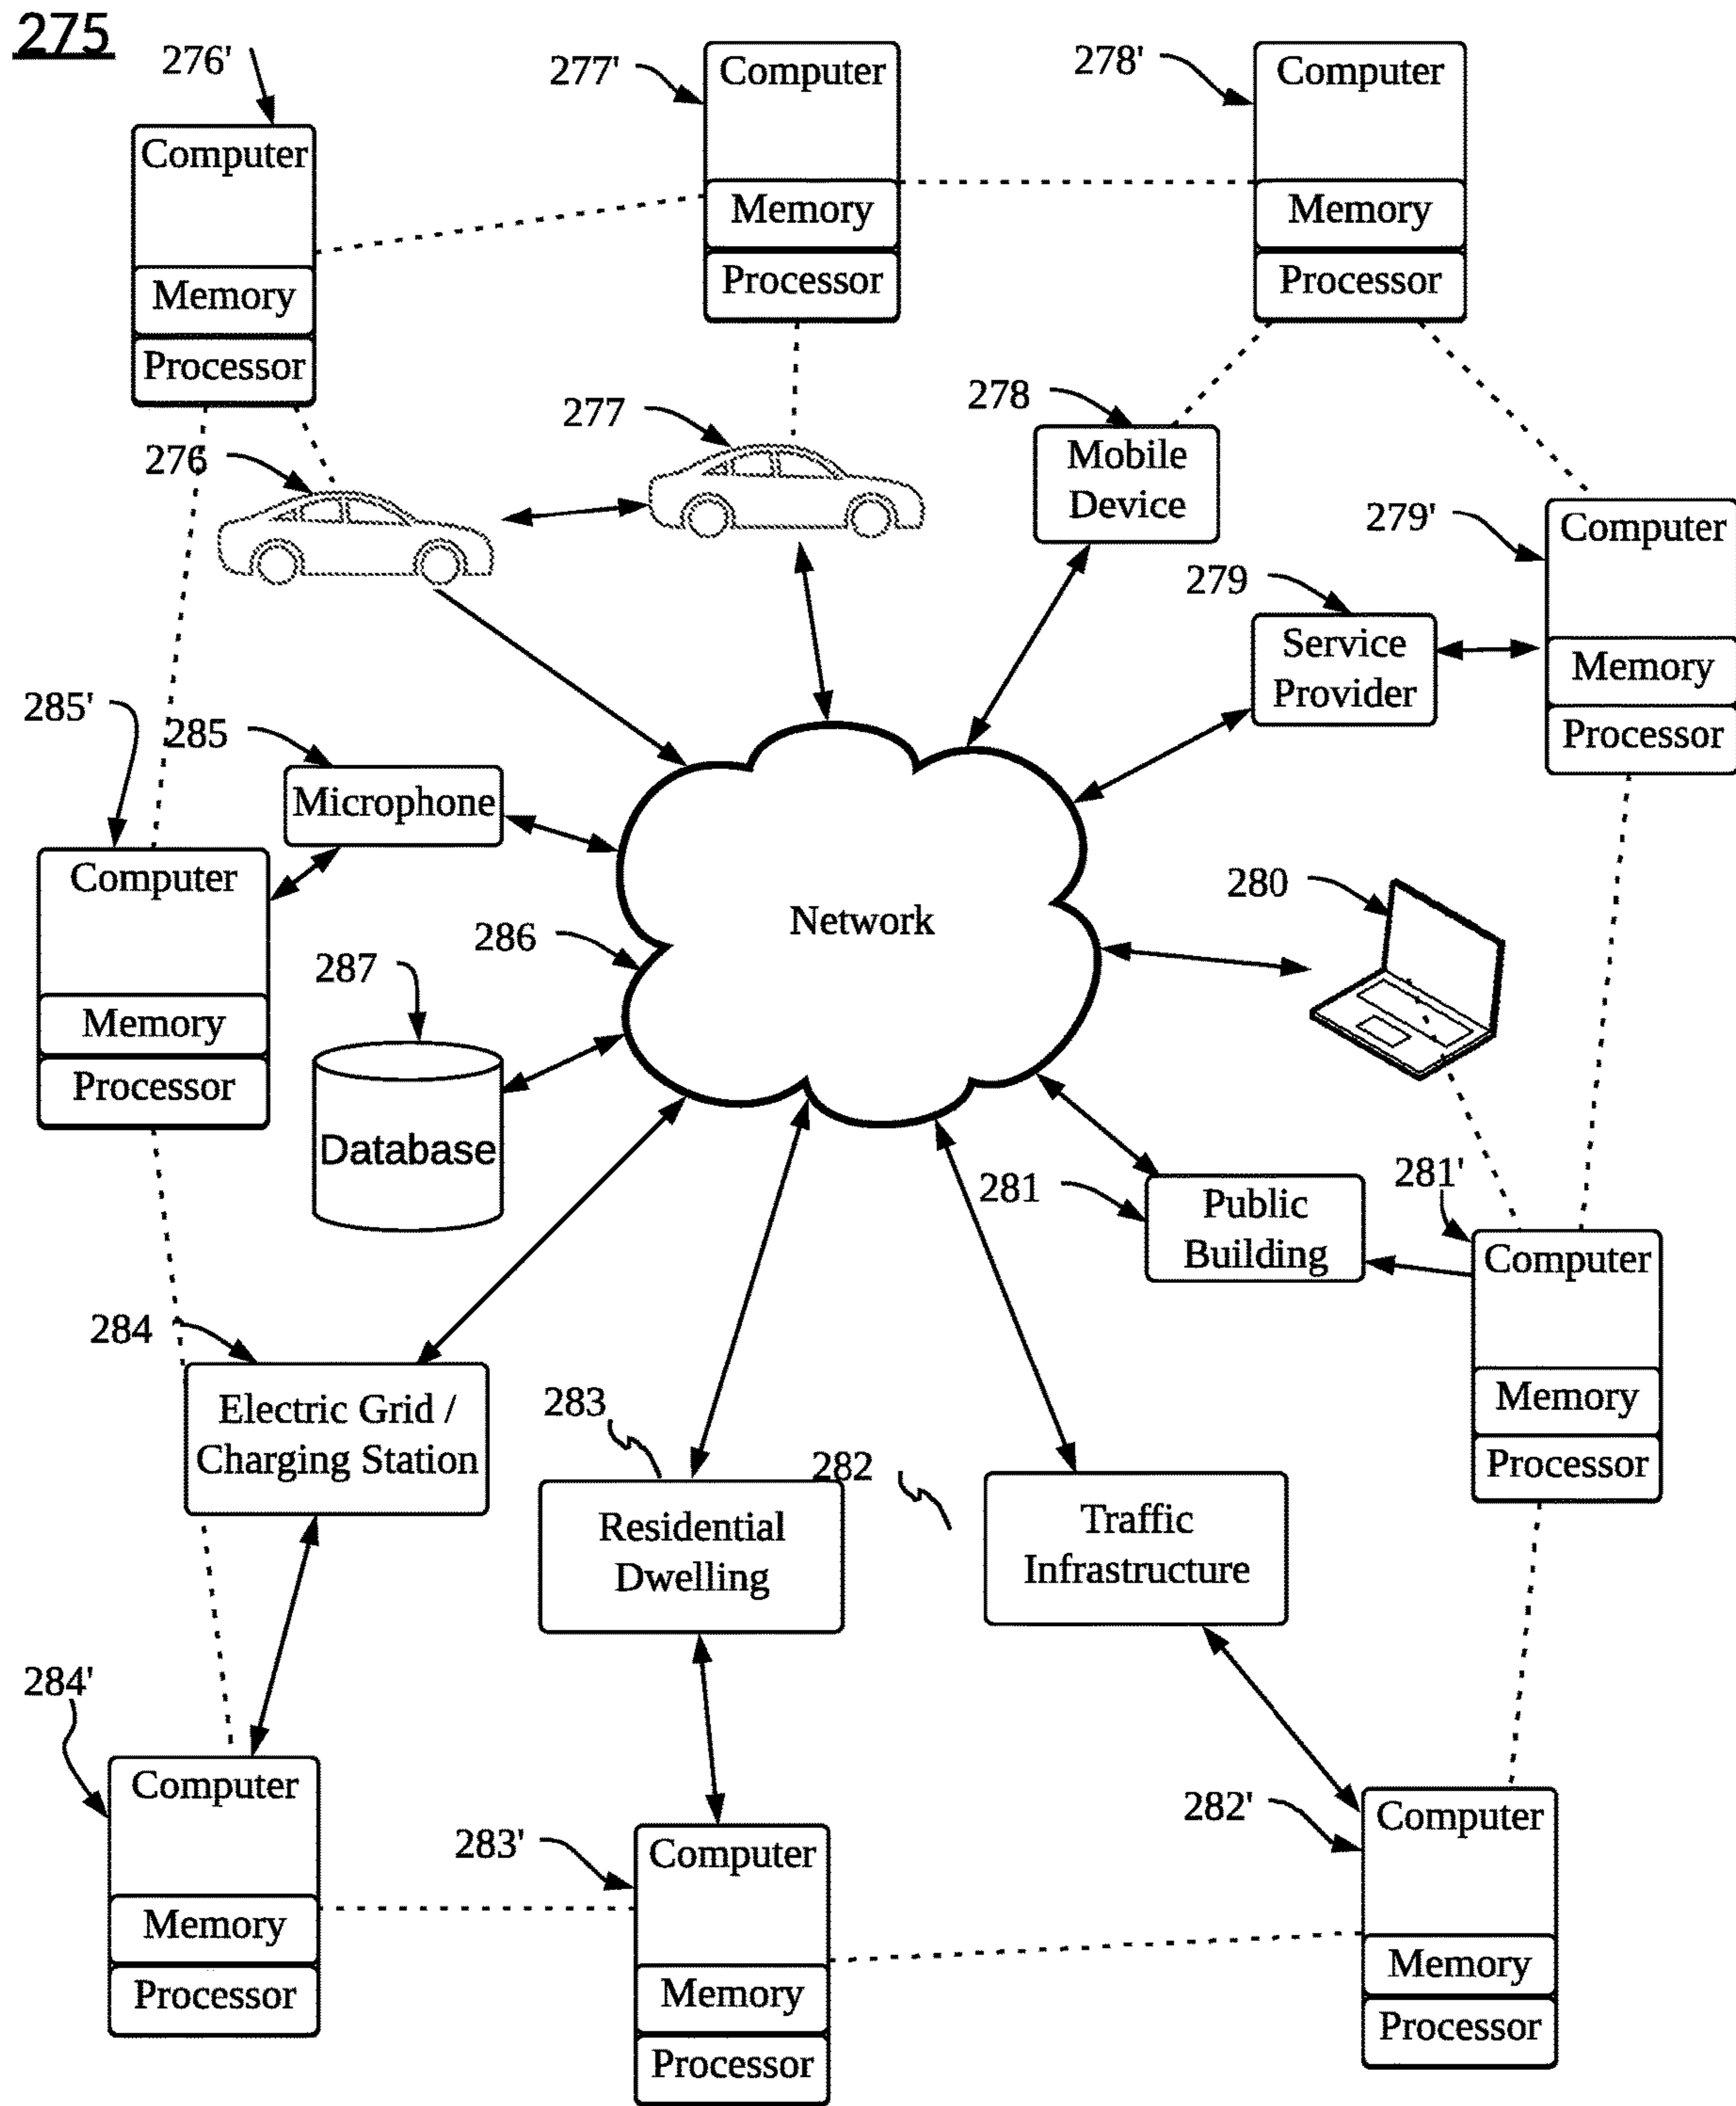 275
276'
Computer
Memory
Processor
277'
Computer
Memory
Processor
278'
Computer
Memory
Processor
276
277
278
Mobile
Device
279'
Computer
Memory
Processor
279
Service
Provider
285'
285
Microphone
Computer
Memory
Processor
Network
286
287
Database
280
281
Public
Building
281'
Computer
Memory
Processor
284
Electric Grid /
Charging Station
283
Residential
Dwelling
282
Traffic
Infrastructure
284'
Computer
Memory
Processor
283'
Computer
Memory
Processor
282'
Computer
Memory
Processor